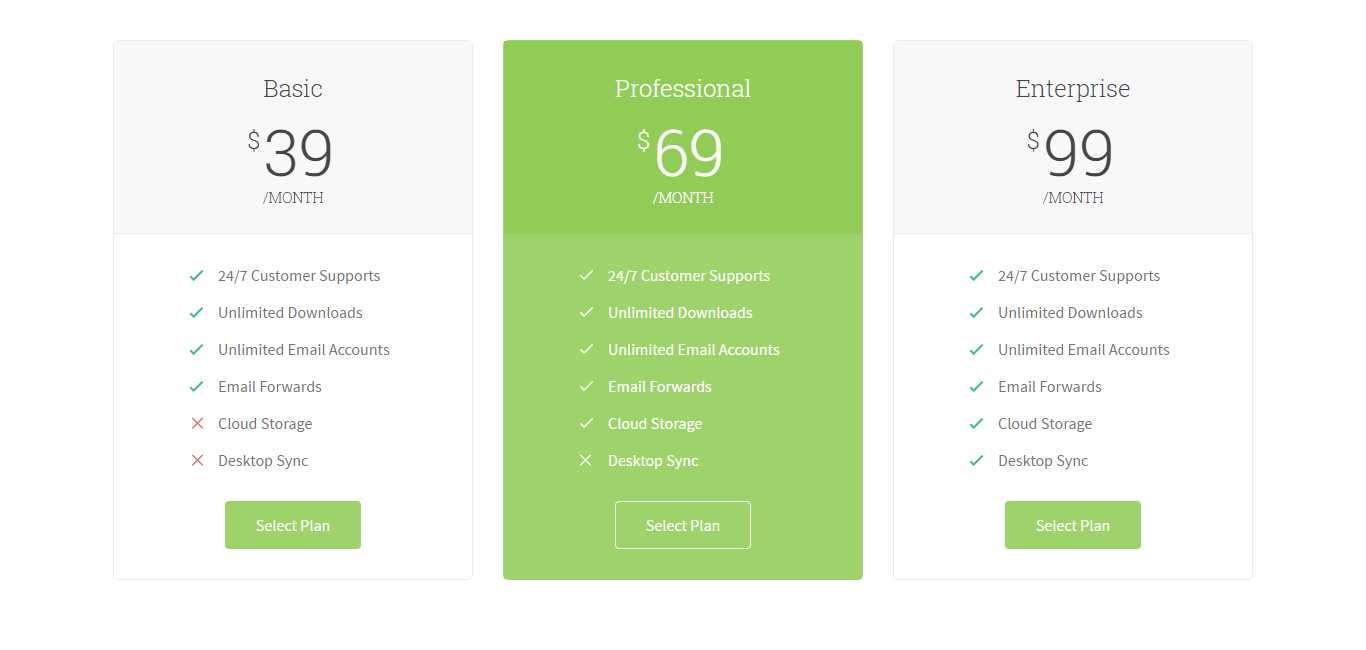 Basic
$39
/MONTH
24/7 Customer Supports
Unlimited Downloads
Unlimited Email Accounts
Email Forwards
Cloud Storage
Desktop Sync
Select Plan
Professional
$69
/MONTH
24/7 Customer Supports
Unlimited Downloads
Unlimited Email Accounts
Email Forwards
Cloud Storage
Desktop Sync
Select Plan
Enterprise
$99
/MONTH
24/7 Customer Supports
Unlimited Downloads
Unlimited Email Accounts
Email Forwards
Cloud Storage
Desktop Sync
Select Plan